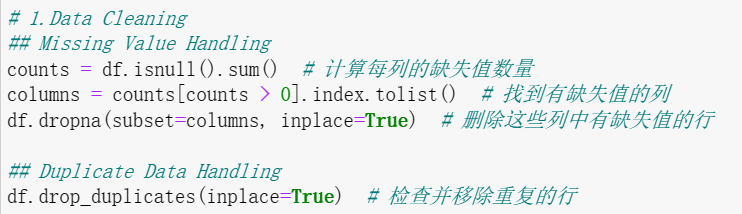 # 1.Data Cleaning
## Missing Value Handling
counts = df.isnull().sum()  # 计算每列的缺失值数量
columns = counts[counts > 0].index.tolist()  # 找到有缺失值的列
df.dropna(subset=columns, inplace=True)  # 删除这些列中有缺失值的行
## Duplicate Data Handling
df.drop_duplicates(inplace=True)  # 检查并移除重复的行